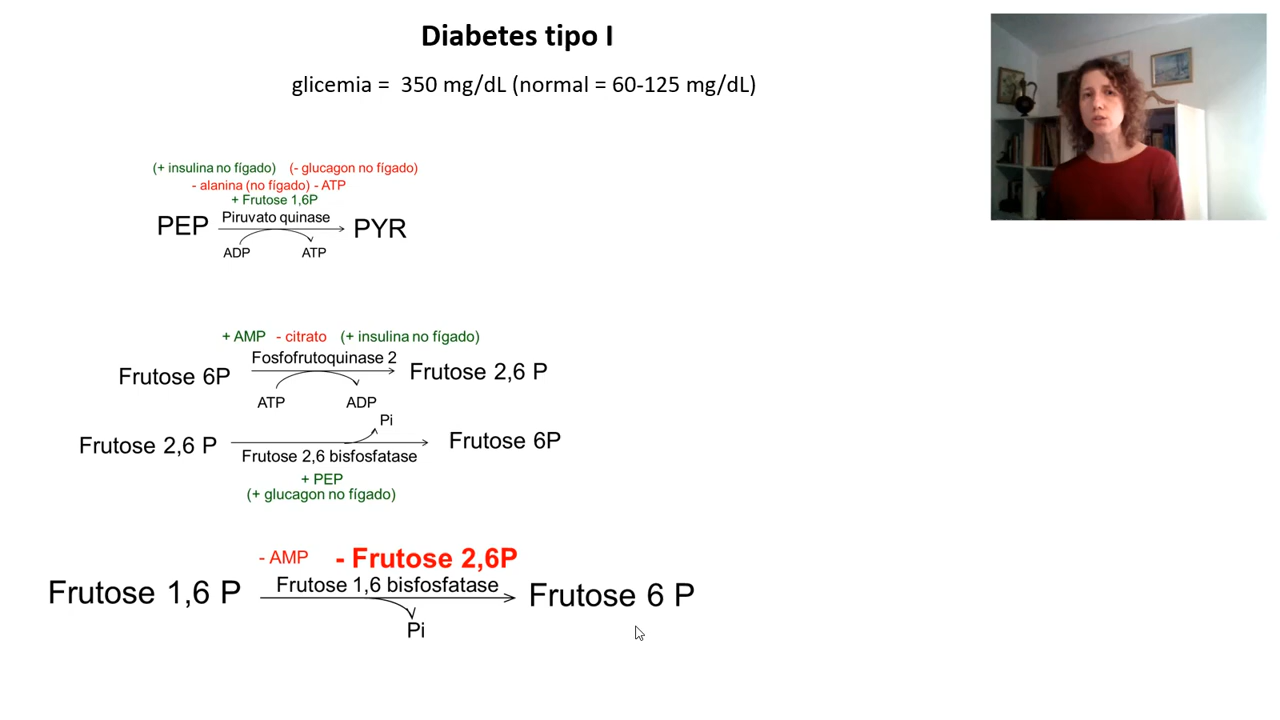 Diabetes tipo I
glicemia = 350 mg/dL (normal = 60-125 mg/dL)
(+ insulina no fígado) (- glucagon no fígado)
- alanina (no fígado) - ATP
+ Frutose 1,6P
Piruvato quinase
PEP PYR
ADP ATP
+ AMP - citrato (+ insulina no fígado)
Fosfofrutoquinase 2
Frutose 6P Frutose 2,6 P
ATP ADP
Pi
Frutose 2,6 P Frutose 6P
Frutose 2,6 bisfosfatase
+ PEP
(+ glucagon no fígado)
- AMP - Frutose 2,6P
Frutose 1,6 bisfosfatase
Frutose 1,6 P Frutose 6 P
Pi